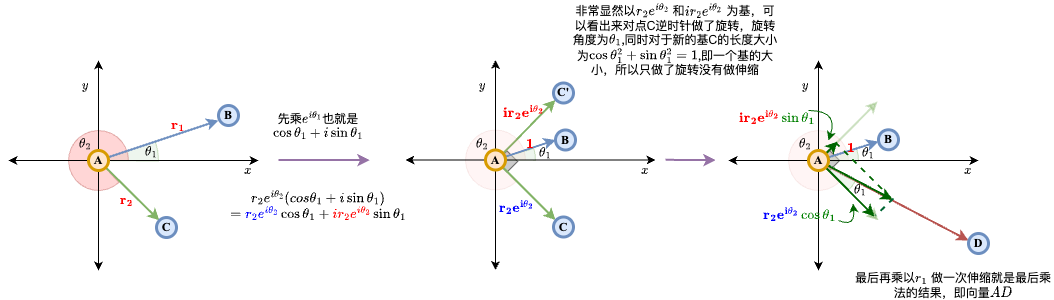 非常显然以r₂e^{iθ₂} 和ir₂e^{iθ₂} 为基，可
以看出来对点C逆时针做了旋转，旋转
角度为θ₁,同时对于新的基C的长度大小
为cos θ₁² + sin θ₁² = 1,即一个基的大
小，所以只做了旋转没有做伸缩
y
B
r₁
θ₂
θ₁
A
x
r₂
C
先乘e^{iθ₁}也就是
cos θ₁ + i sin θ₁
r₂e^{iθ₂}(cosθ₁ + i sin θ₁)
= r₂e^{iθ₂} cos θ₁ + ir₂e^{iθ₂} sin θ₁
y
C'
ir₂e^{iθ₂}
B
1
θ₂
θ₁
A
x
r₂e^{iθ₂}
C
y
ir₂e^{iθ₂} sin θ₁
B
1
θ₂
θ₁
A
x
θ₁
r₂e^{iθ₂} cos θ₁
D
最后再乘以r₁ 做一次伸缩就是最后乘
法的结果，即向量AD